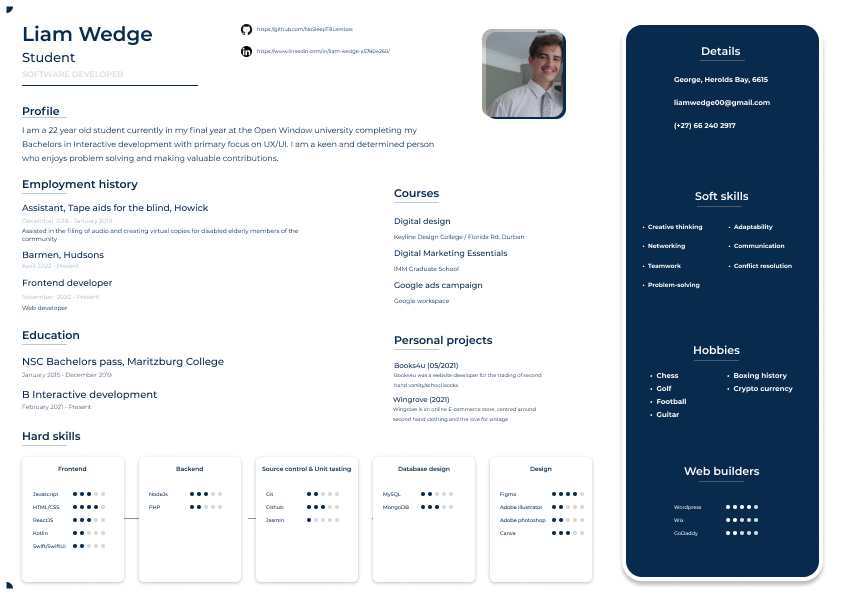 Liam Wedge
Student
SOFTWARE DEVELOPER
https://github.com/NoSleepTillLambos
https://www.linkedin.com/in/liam-wedge-a57804260/
Profile
I am a 22 year old student currently in my final year at the Open Window university completing my
Bachelors in Interactive development with primary focus on UX/UI. I am a keen and determined person
who enjoys problem solving and making valuable contributions.
Employment history
Assistant, Tape aids for the blind, Howick
December 2018 - January 2019
Assisted in the filing of audio and creating virtual copies for disabled elderly members of the
community
Barmen, Hudsons
April 2022 - Present
Frontend developer
November 2020 - Present
Web developer
Education
NSC Bachelors pass, Maritzburg College
January 2015 - December 2019
B Interactive development
February 2021 - Present
Courses
Digital design
Keyline Design College / Florida Rd. Durban
Digital Marketing Essentials
IMM Graduate School
Google ads campaign
Google workspace
Personal projects
Books4u (05/2021)
Books4u was a website developer for the trading of second
hand varsity/school books
Wingrove (2021)
Wingrove is an online E-commerce store, centred around
second hand clothing and the love for vintage
Hard skills
Frontend
Javascript
HTML/CSS
ReactJS
Kotlin
Swift/SwiftUI
Backend
NodeJs
PHP
Source control & Unit testing
Git
Github
Jasmin
Database design
MySQL
MongoDB
Design
Figma
Adobe illustrator
Adobe photoshop
Canva
Details
George, Herolds Bay, 6615
liamwedge00@gmail.com
(+27) 66 240 2917
Soft skills
• Creative thinking
• Networking
• Teamwork
• Problem-solving
• Adaptability
• Communication
• Conflict resolution
Hobbies
• Chess
• Golf
• Football
• Guitar
• Boxing history
• Crypto currency
Web builders
Wordpress
Wix
GoDaddy